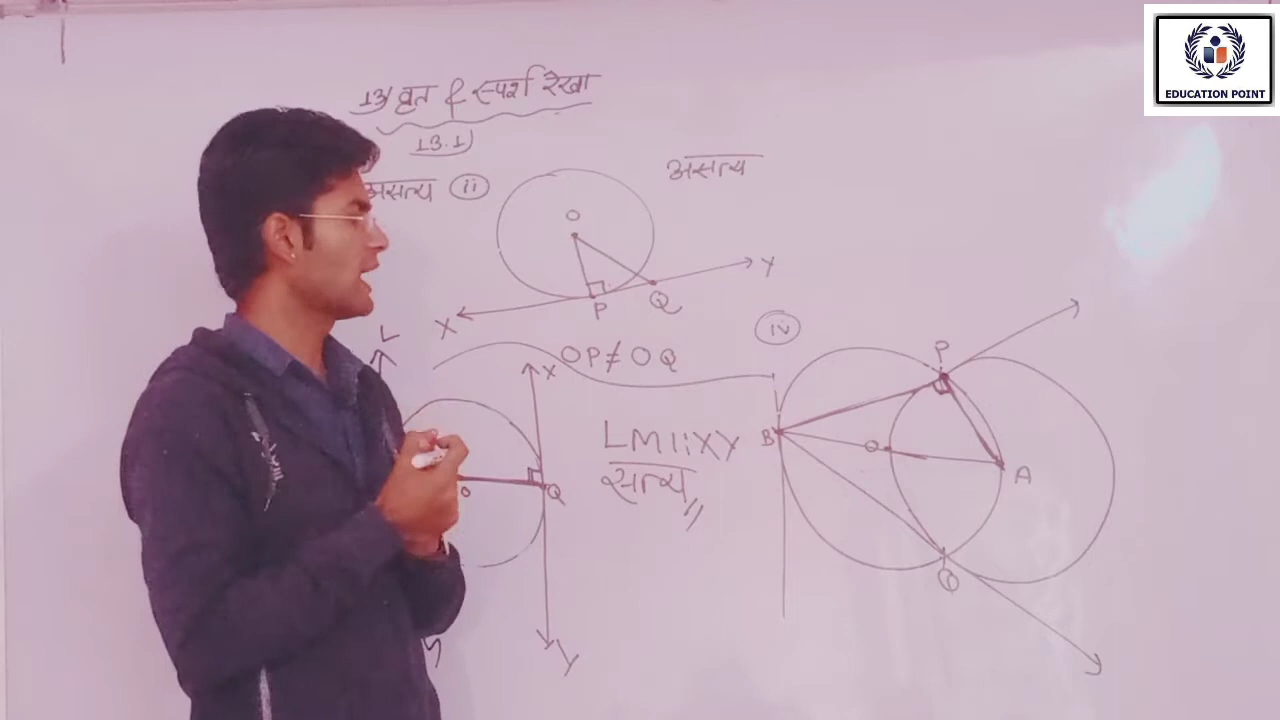 EDUCATION POINT
13) वृत & स्पर्श रेखा
13.1)
असत्य (ii)
असत्य
O
P
Q
X
Y
OP ≠ OQ
(iv)
L
X
O
Q
Y
LM || XY
सत्य,,
P
B
O
A
Q